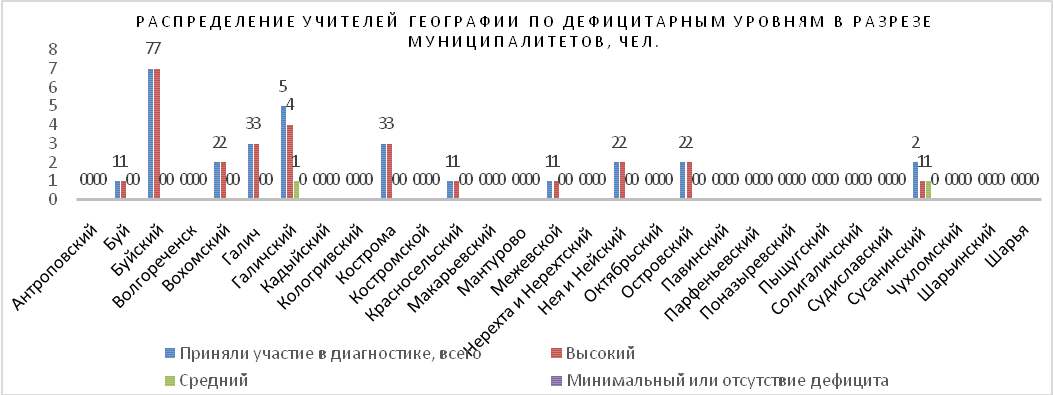 РАСПРЕДЕЛЕНИЕ УЧИТЕЛЕЙ ГЕОГРАФИИ ПО ДЕФИЦИТАРНЫМ УРОВНЯМ В РАЗРЕЗЕ
МУНИЦИПАЛИТЕТОВ, ЧЕЛ.
8
7
6
5
4
3
2
1
0
0000
11 00
77 00
0000
22 00
33 00
5 4 1 0
0000
0000
33 00
0000
11 00
0000
0000
11 00
0000
22 00
0000
22 00
0000
0000
0000
0000
0000
0000
2 11 0
0000
0000
0000
Антроповский
Буй
Буйский
Волгореченск
Вохомский
Галич
Галичский
Кадыйский
Кологривский
Кострома
Костромской
Красносельский
Макарьевский
Мантурово
Межевской
Нерехта и Нерехтский
Нея и Нейский
Октябрьский
Островский
Павинский
Парфеньевский
Поназыревский
Пыщугский
Солигаличский
Судиславский
Сусанинский
Чухломский
Шарьинский
Шарья
Приняли участие в диагностике, всего
Высокий
Средний
Минимальный или отсутствие дефицита